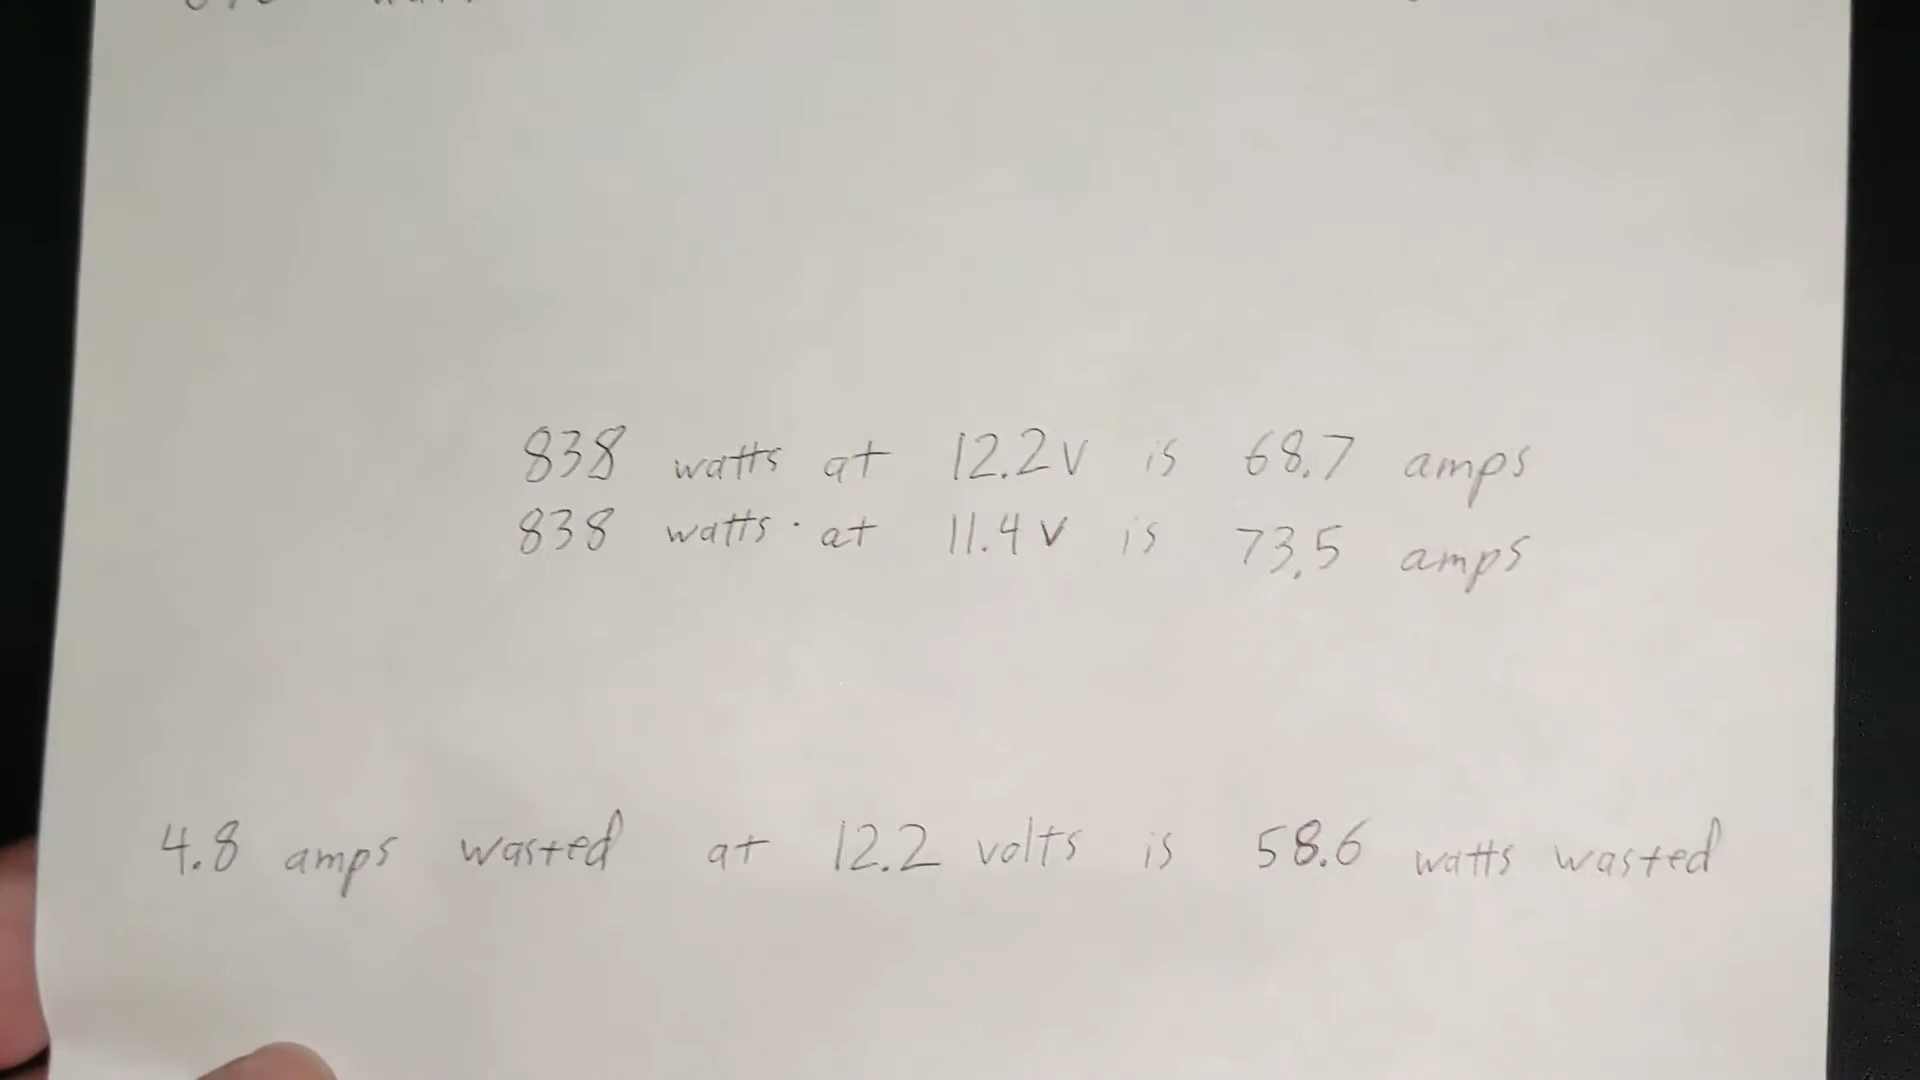 838 watts at 12.2v is 68.7 amps
838 watts at 11.4v is 73.5 amps
4.8 amps wasted at 12.2 volts is 58.6 watts wasted